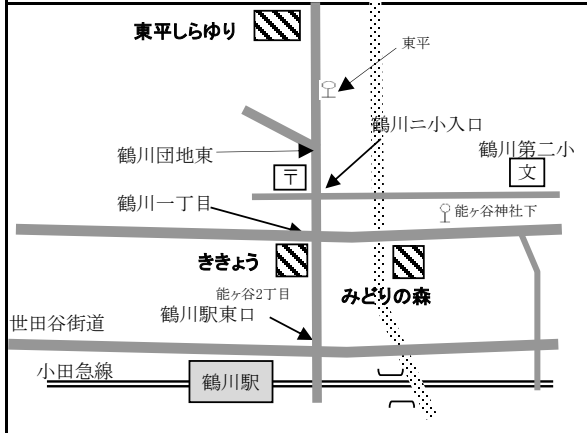 東平しらゆり
東平
鶴川二小入口
鶴川団地東
鶴川第二小
〒
文
鶴川一丁目
能ヶ谷神社下
ききょう
能ヶ谷2丁目
みどりの森
鶴川駅東口
世田谷街道
小田急線
鶴川駅